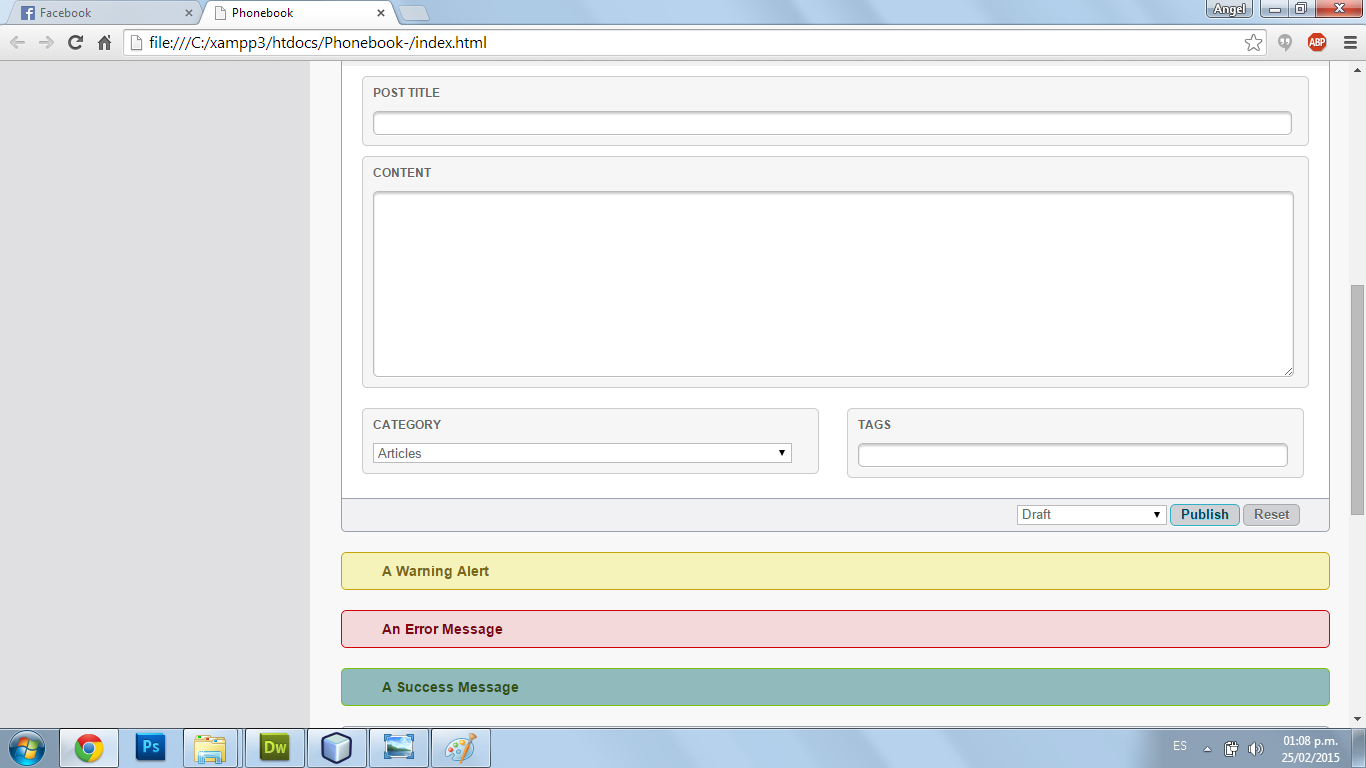 Facebook
Phonebook
Angel
file:///C:/xampp3/htdocs/Phonebook-/index.html
ABP
POST TITLE
CONTENT
CATEGORY
TAGS
Articles
Draft
Publish
Reset
A Warning Alert
An Error Message
A Success Message
Ps
Dw
ES
01:08 p.m.
25/02/2015